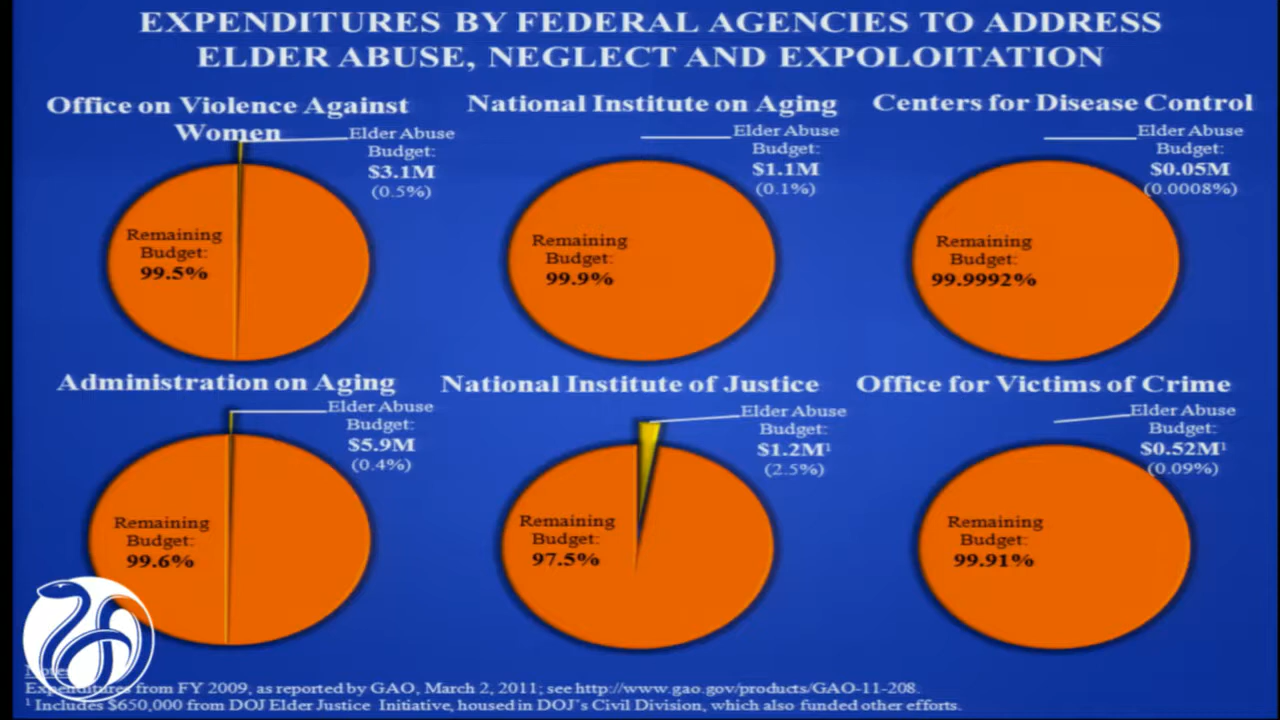 EXPENDITURES BY FEDERAL AGENCIES TO ADDRESS
ELDER ABUSE, NEGLECT AND EXPOLOITATION
Office on Violence Against
Women
Elder Abuse
Budget:
$3.1M
(0.5%)
Remaining
Budget:
99.5%
National Institute on Aging
Elder Abuse
Budget:
$1.1M
(0.1%)
Remaining
Budget:
99.9%
Centers for Disease Control
Elder Abuse
Budget:
$0.05M
(0.0008%)
Remaining
Budget:
99.9992%
Administration on Aging
Elder Abuse
Budget:
$5.9M
(0.4%)
Remaining
Budget:
99.6%
National Institute of Justice
Elder Abuse
Budget:
$1.2M¹
(2.5%)
Remaining
Budget:
97.5%
Office for Victims of Crime
Elder Abuse
Budget:
$0.52M¹
(0.09%)
Remaining
Budget:
99.91%
Notes
Expenditures from FY 2009, as reported by GAO, March 2, 2011; see http://www.gao.gov/products/GAO-11-208.
¹ Includes $650,000 from DOJ Elder Justice Initiative, housed in DOJ's Civil Division, which also funded other efforts.